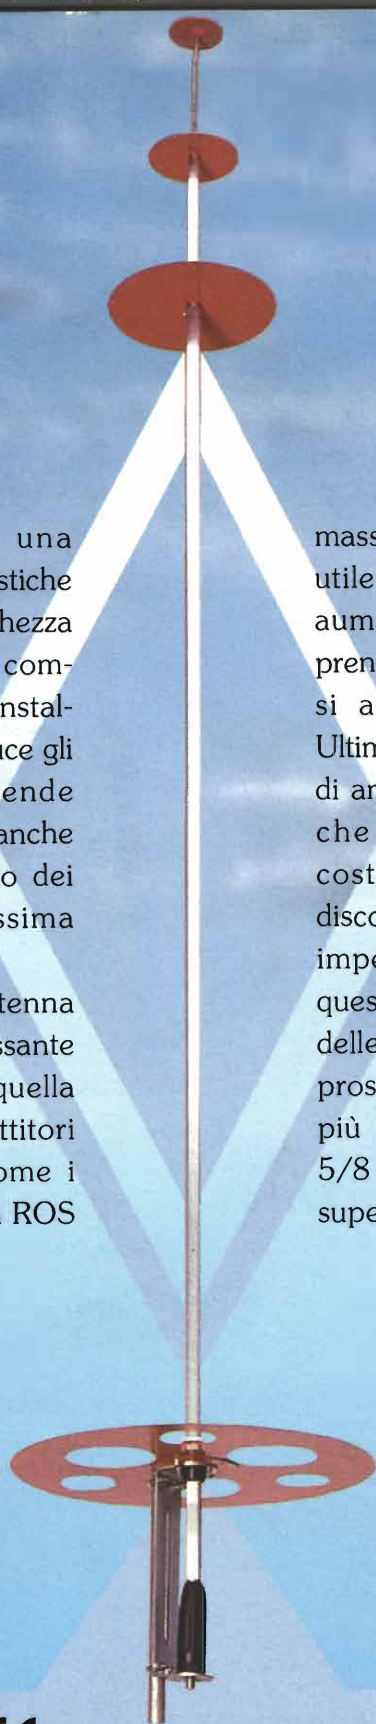 una
stiche
hezza
com-
nstal-
ce gli
ende
anche
o dei
ssima
tenna
ssante
quella
ttitori
ome i
ROS
mass
utile
aum
pren
si a
Ultim
di an
che
cost
disco
impe
ques
delle
pros
più
5/8
supe